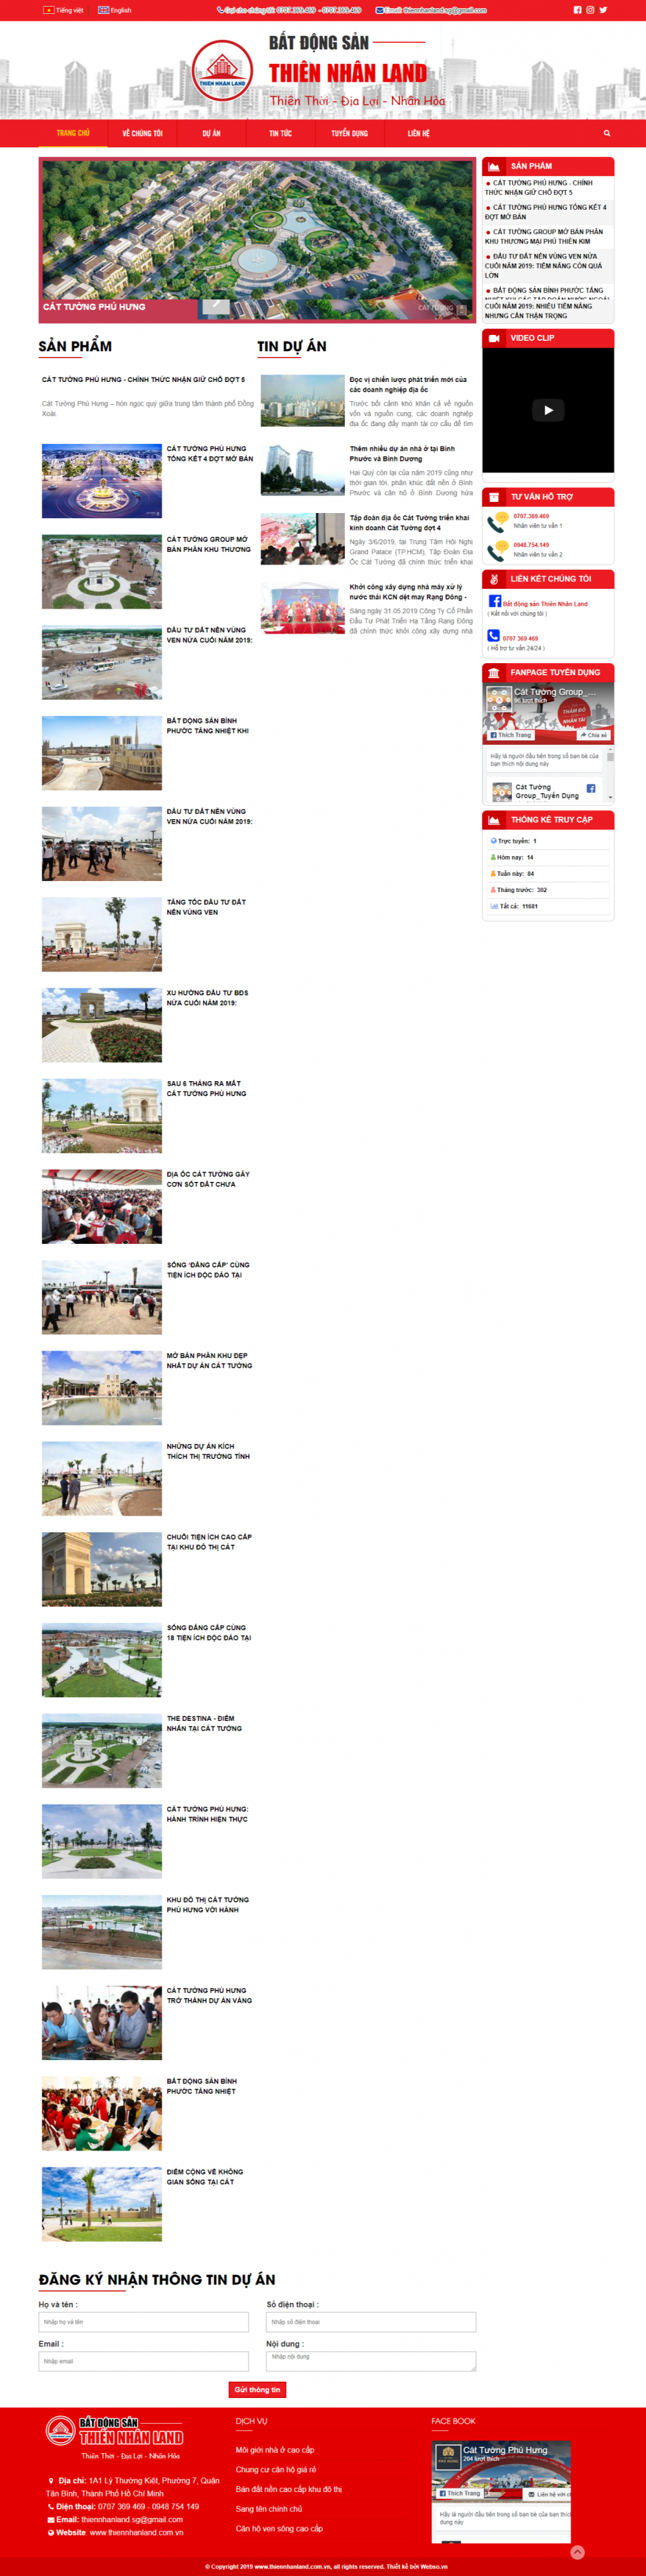 Tiếng việt
English
Gọi cho chúng tôi: 0707.369.469 - 0707.369.469
Email: thiennhanland.sg@gmail.com
BẤT ĐỘNG SẢN
THIÊN NHÂN LAND
Thiên Thời - Địa Lợi - Nhân Hòa
TRANG CHỦ
VỀ CHÚNG TÔI
DỰ ÁN
TIN TỨC
TUYỂN DỤNG
LIÊN HỆ
CÁT TƯỜNG PHÚ HƯNG
SẢN PHẨM
CÁT TƯỜNG PHÚ HƯNG - CHÍNH THỨC NHẬN GIỮ CHỖ ĐỢT 5
Cát Tường Phú Hưng – hòn ngọc quý giữa trung tâm thành phố Đồng
Xoài.
CÁT TƯỜNG PHÚ HƯNG
TỔNG KẾT 4 ĐỢT MỞ BÁN
CÁT TƯỜNG GROUP MỞ
BÁN PHÂN KHU THƯƠNG
ĐẦU TƯ ĐẤT NỀN VÙNG
VEN NỬA CUỐI NĂM 2019:
BẤT ĐỘNG SẢN BÌNH
PHƯỚC TĂNG NHIỆT KHI
ĐẦU TƯ ĐẤT NỀN VÙNG
VEN NỬA CUỐI NĂM 2019:
TĂNG TỐC ĐẦU TƯ ĐẤT
NỀN VÙNG VEN
XU HƯỚNG ĐẦU TƯ BĐS
NỬA CUỐI NĂM 2019:
SAU 6 THÁNG RA MẮT
CÁT TƯỜNG PHÚ HƯNG
ĐỊA ỐC CÁT TƯỜNG GÂY
CƠN SỐT ĐẤT CHƯA
SỐNG 'ĐẲNG CẤP' CÙNG
TIỆN ÍCH ĐỘC ĐÁO TẠI
MỞ BÁN PHÂN KHU ĐẸP
NHẤT DỰ ÁN CÁT TƯỜNG
NHỮNG DỰ ÁN KÍCH
THÍCH THỊ TRƯỜNG TỈNH
CHUỖI TIỆN ÍCH CAO CẤP
TẠI KHU ĐÔ THỊ CÁT
SỐNG ĐẲNG CẤP CÙNG
18 TIỆN ÍCH ĐỘC ĐÁO TẠI
THE DESTINA - ĐIỂM
NHẤN TẠI CÁT TƯỜNG
CÁT TƯỜNG PHÚ HƯNG:
HÀNH TRÌNH HIỆN THỰC
KHU ĐÔ THỊ CÁT TƯỜNG
PHÚ HƯNG VỚI HÀNH
CÁT TƯỜNG PHÚ HƯNG
TRỞ THÀNH DỰ ÁN VÀNG
BẤT ĐỘNG SẢN BÌNH
PHƯỚC TĂNG NHIỆT
ĐIỂM CỘNG VỀ KHÔNG
GIAN SỐNG TẠI CÁT
TIN DỰ ÁN
Đọc vị chiến lược phát triển mới của
các doanh nghiệp địa ốc
Trước bối cảnh khó khăn cả về nguồn
vốn và nguồn cung, các doanh nghiệp
địa ốc đang đẩy mạnh tái cơ cấu để tìm
Thêm nhiều dự án nhà ở tại Bình
Phước và Bình Dương
Hai Quý còn lại của năm 2019 cũng như
thời gian tới, phân khúc đất nền ở Bình
Phước và căn hộ ở Bình Dương hứa
Tập đoàn địa ốc Cát Tường triển khai
kinh doanh Cát Tường đợt 4
Ngày 3/6/2019, tại Trung Tâm Hội Nghị
Grand Palace (TP.HCM), Tập Đoàn Địa
Ốc Cát Tường đã chính thức triển khai
Khởi công xây dựng nhà máy xử lý
nước thải KCN dệt may Rạng Đông -
Sáng ngày 31.05.2019 Công Ty Cổ Phần
Đầu Tư Phát Triển Hạ Tầng Rạng Đông
đã chính thức khởi công xây dựng nhà
SẢN PHẨM
CÁT TƯỜNG PHÚ HƯNG - CHÍNH
THỨC NHẬN GIỮ CHỖ ĐỢT 5
CÁT TƯỜNG PHÚ HƯNG TỔNG KẾT 4
ĐỢT MỞ BÁN
CÁT TƯỜNG GROUP MỞ BÁN PHÂN
KHU THƯƠNG MẠI PHÚ THIÊN KIM
ĐẦU TƯ ĐẤT NỀN VÙNG VEN NỬA
CUỐI NĂM 2019: TIỀM NĂNG CÒN QUÁ
LỚN
BẤT ĐỘNG SẢN BÌNH PHƯỚC TĂNG
CUỐI NĂM 2019: NHIỀU TIỀM NĂNG
NHƯNG CẨN THẬN TRỌNG
VIDEO CLIP
TƯ VẤN HỖ TRỢ
0707.369.469
Nhân viên tư vấn 1
0948.754.149
Nhân viên tư vấn 2
LIÊN KẾT CHÚNG TÔI
Bất động sản Thiên Nhân Land
( Kết nối với chúng tôi )
0707 369 469
( Hỗ trợ tư vấn 24/24 )
FANPAGE TUYỂN DỤNG
Cát Tường Group_...
Thích Trang
Chia sẻ
Hãy là người đầu tiên trong số bạn bè của
bạn thích nội dung này
Cát Tường
Group_Tuyển Dụng
THỐNG KÊ TRUY CẬP
Trực tuyến: 1
Hôm nay: 14
Tuần này: 84
Tháng trước: 302
Tất cả: 11681
ĐĂNG KÝ NHẬN THÔNG TIN DỰ ÁN
Họ và tên :
Số điện thoại :
Nhập họ và tên
Nhập số điện thoại
Email :
Nội dung :
Nhập email
Nhập nội dung
Gửi thông tin
BẤT ĐỘNG SẢN
THIÊN NHÂN LAND
Thiên Thời - Địa Lợi - Nhân Hòa
Địa chỉ: 1A1 Lý Thường Kiệt, Phường 7, Quận
Tân Bình, Thành Phố Hồ Chí Minh
Điện thoại: 0707 369 469 - 0948 754 149
Email: thiennhanland.sg@gmail.com
Website: www.thiennhanland.com.vn
DỊCH VỤ
Môi giới nhà ở cao cấp
Chung cư căn hộ giá rẻ
Bán đất nền cao cấp khu đô thị
Sang tên chính chủ
Căn hộ ven sông cao cấp
FACE BOOK
Cát Tường Phú Hưng
204 lượt thích
Thích Trang
Liên hệ với c
Hãy là người đầu tiên trong số bạn bè của bạn thích
dung này
© Copyright 2019 www.thiennhanland.com.vn, all rights reserved. Thiết kế bởi Webso.vn